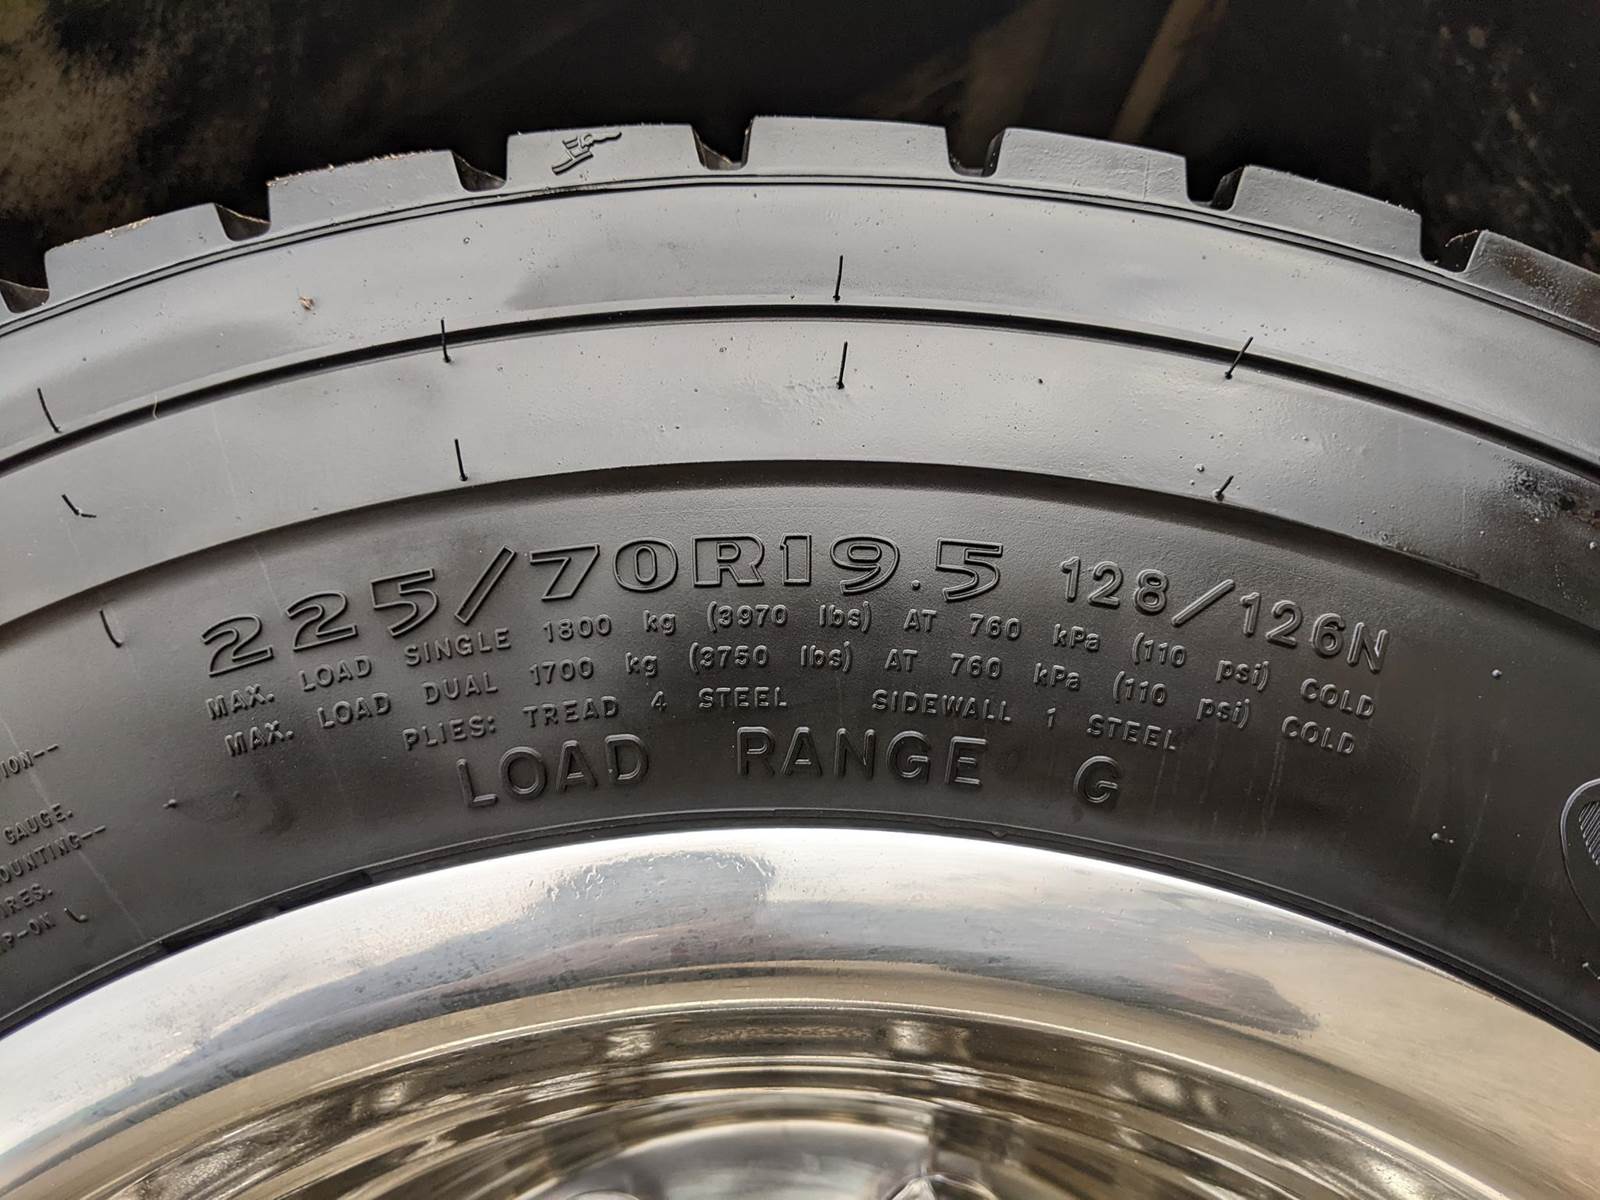 225/70R19.5 128/126N
MAX. LOAD SINGLE 1800 kg (3970 lbs) AT 760 kPa (110 psi) COLD
MAX. LOAD DUAL 1700 kg (3750 lbs) AT 760 kPa (110 psi) COLD
PLIES: TREAD 4 STEEL SIDEWALL 1 STEEL
LOAD RANGE G
GAUGE.